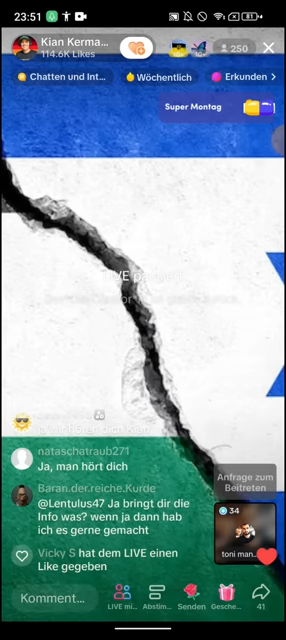 23:51
81
Kian Kerma...
114.6K Likes
250
Chatten und Int...
Wöchentlich
Erkunden
Super Montag
LIVE
nataschatraub271
Ja, man hört dich
Baran.der.reiche.Kurde
@Lentulus47 Ja bringt dir die
Info was? wenn ja dann hab
ich es gerne gemacht
Vicky S hat dem LIVE einen
Like gegeben
Anfrage zum
Beitreten
34
toni man...
Komment...
LIVE mi...
Abstim...
Senden
Gesche...
41